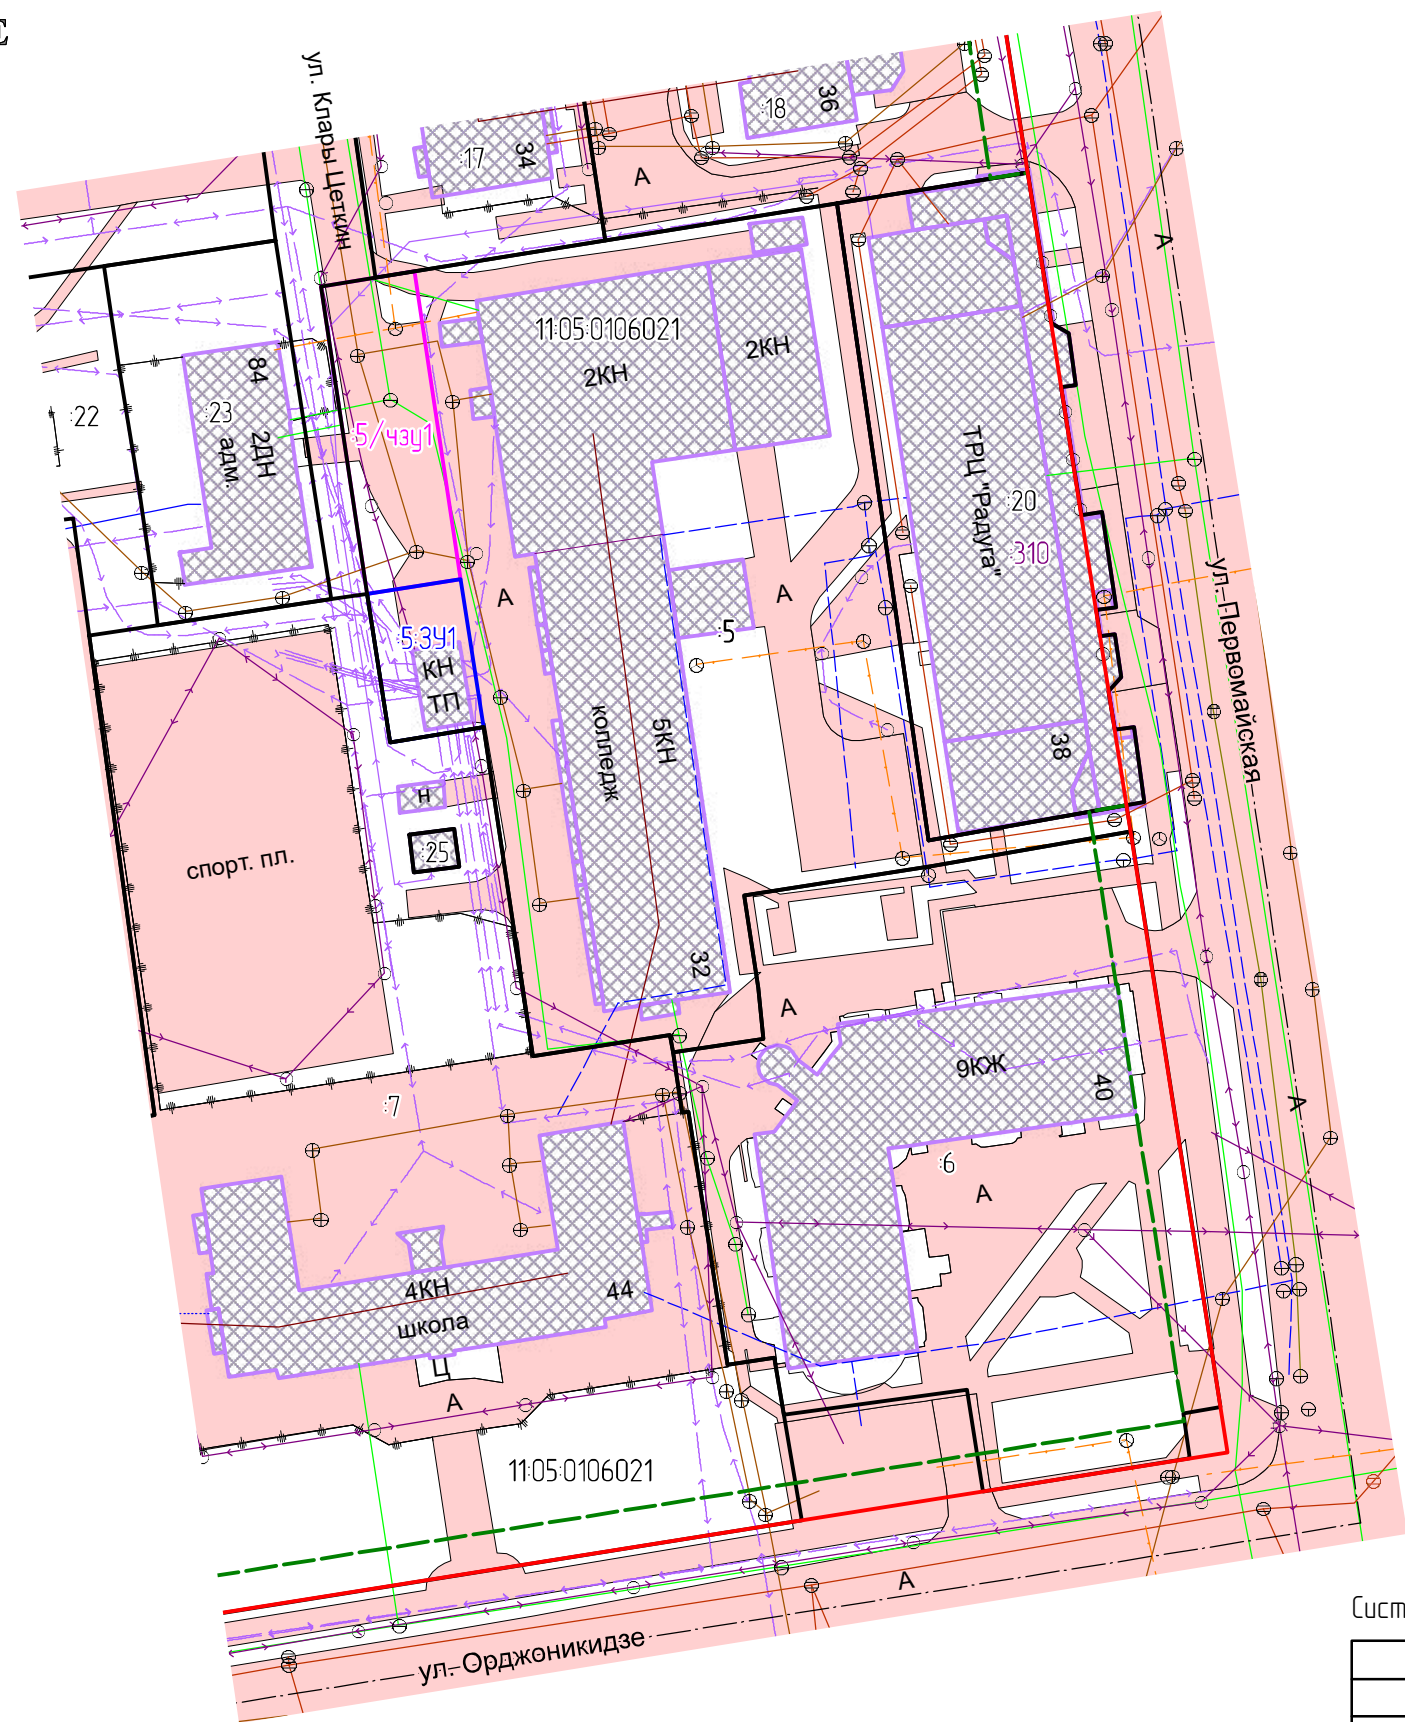 Е
ул. Клары Цеткин
:18
36
:17
34
А
А
11:05:0106021
2КН
2КН
84
:22
:23
2ДН
адм.
:5/чзу1
ТРЦ "Радуга"
:20
:310
А
А
:5
:5:ЗУ1
КН
ТП
ул. Первомайская
5КН
колледж
38
Н
:25
спорт. пл.
32
А
9КЖ
40
А
:7
:6
А
4КН
44
школа
Ц
А
11:05:0106021
А
ул. Орджоникидзе
Сист